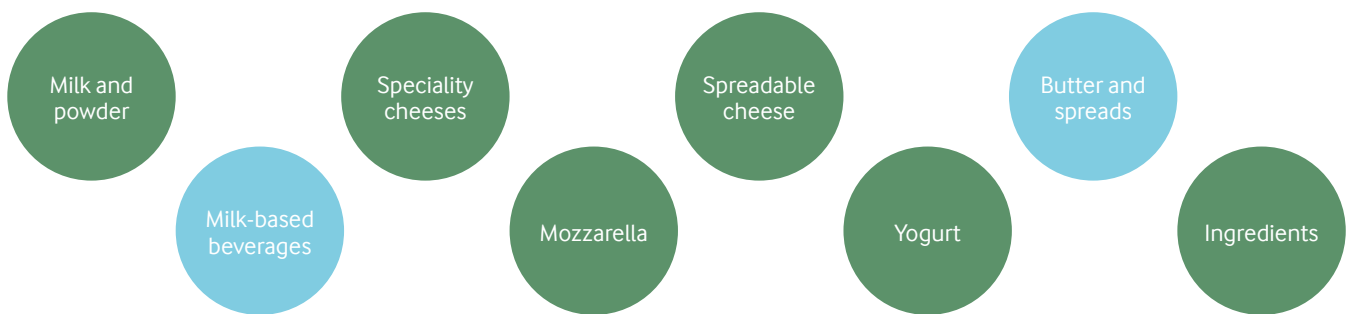 Milk and
powder
Milk-based
beverages
Speciality
cheeses
Mozzarella
Spreadable
cheese
Yogurt
Butter and
spreads
Ingredients